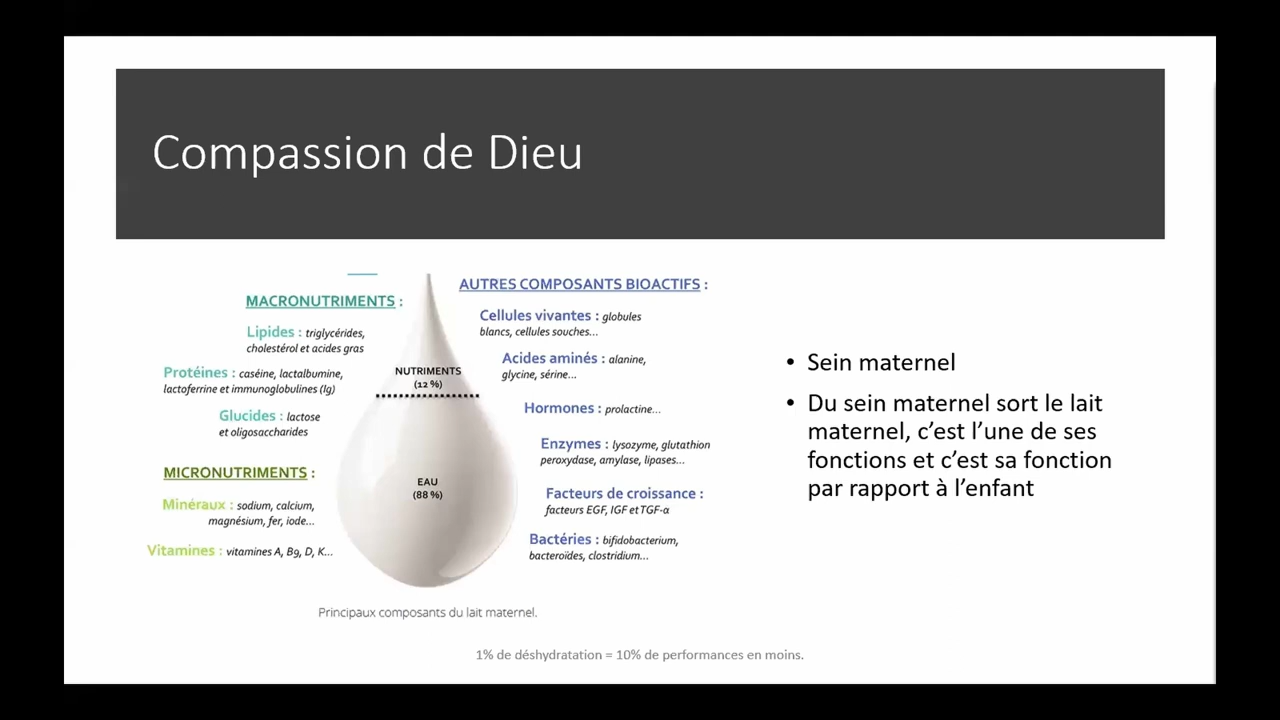 Compassion de Dieu
MACRONUTRIMENTS :
Lipides : triglycérides,
cholestérol et acides gras
Protéines : caséine, lactalbumine,
lactoferrine et immunoglobulines (Ig)
Glucides : lactose
et oligosaccharides
MICRONUTRIMENTS :
Minéraux : sodium, calcium,
magnésium, fer, iode...
Vitamines : vitamines A, B9, D, K...
NUTRIMENTS
(12 %)
EAU
(88 %)
AUTRES COMPOSANTS BIOACTIFS :
Cellules vivantes : globules
blancs, cellules souches...
Acides aminés : alanine,
glycine, sérine...
Hormones : prolactine...
Enzymes : lysozyme, glutathion
peroxydase, amylase, lipases...
Facteurs de croissance :
facteurs EGF, IGF et TGF-α
Bactéries : bifidobacterium,
bacteroïdes, clostridium...
Principaux composants du lait maternel.
• Sein maternel
• Du sein maternel sort le lait
maternel, c’est l’une de ses
fonctions et c’est sa fonction
par rapport à l’enfant
1% de déshydratation = 10% de performances en moins.